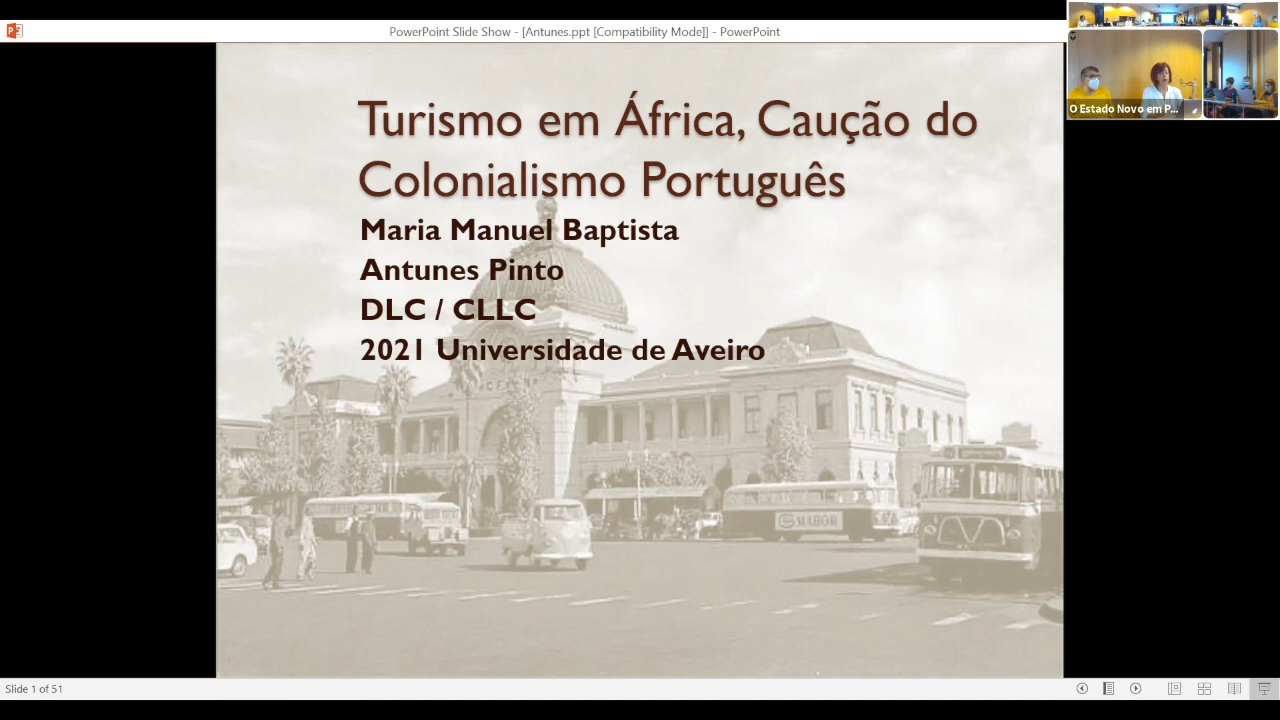 PowerPoint Slide Show - [Antunes.ppt [Compatibility Mode]] - PowerPoint
O Estado Novo em P...
Turismo em África, Caução do
Colonialismo Português
Maria Manuel Baptista
Antunes Pinto
DLC / CLLC
2021 Universidade de Aveiro
MABOR
Slide 1 of 51